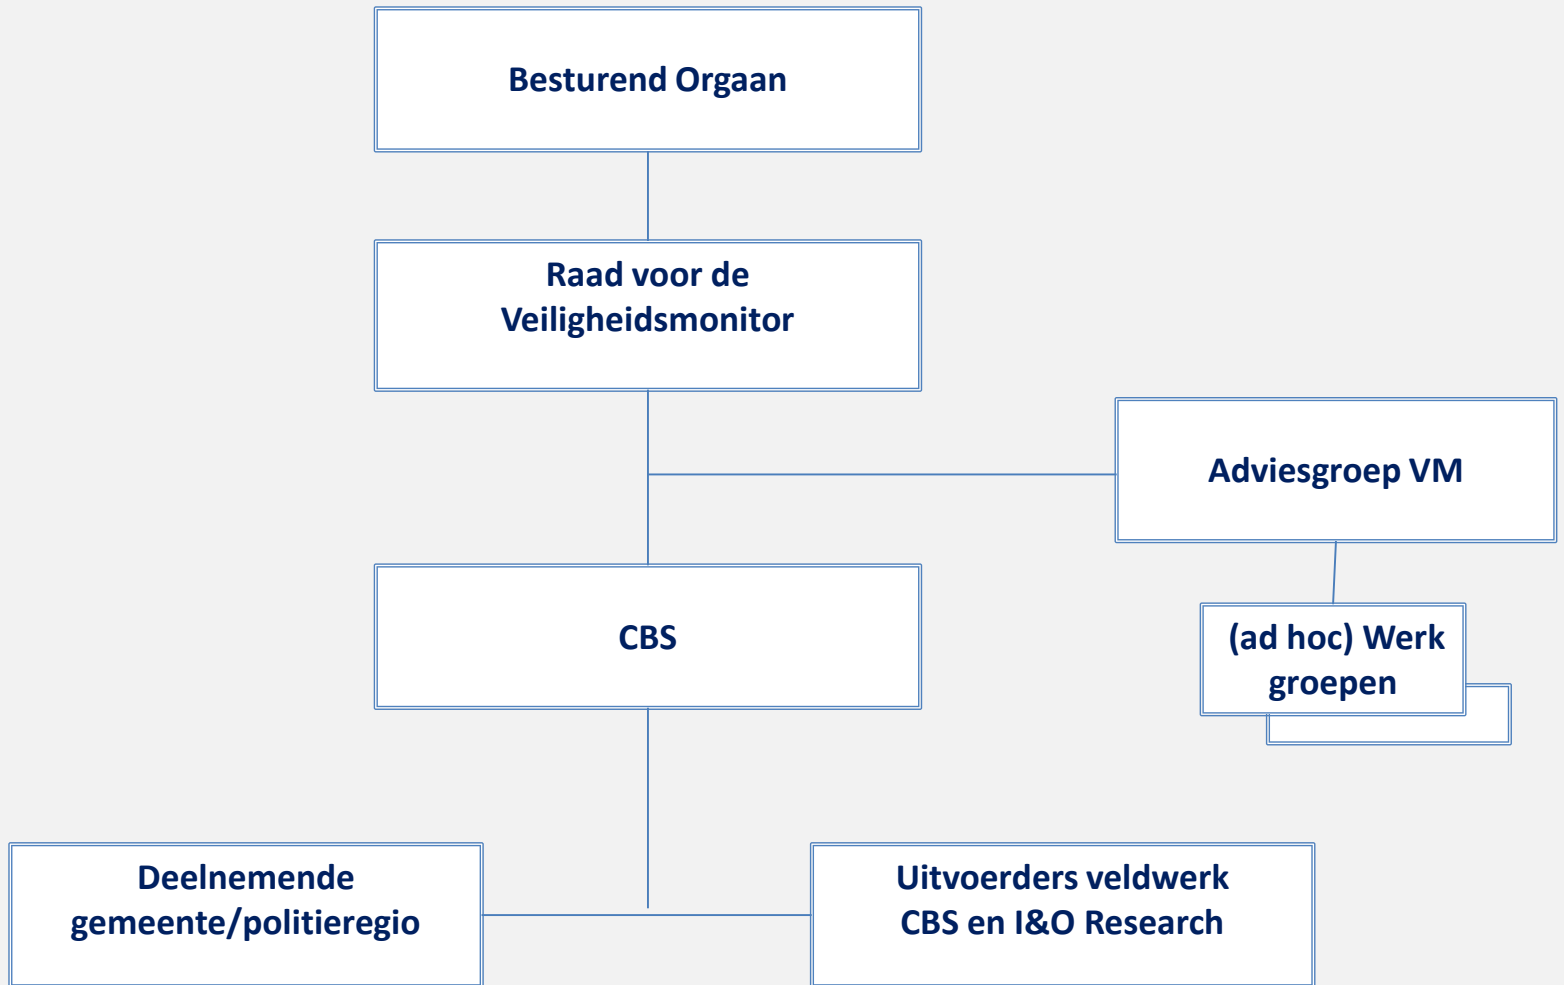 Besturend Orgaan
Raad voor de
Veiligheidsmonitor
Adviesgroep VM
CBS
(ad hoc) Werk
groepen
Deelnemende
gemeente/politieregio
Uitvoerders veldwerk
CBS en I&O Research